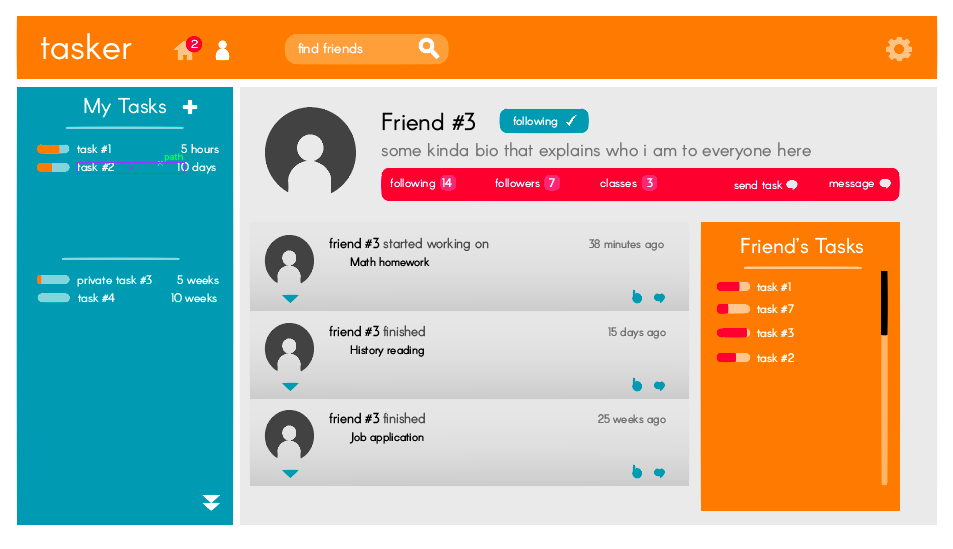 tasker
2
find friends
My Tasks
task #1 5 hours
path
task #2 10 days
private task #3 5 weeks
task #4 10 weeks
Friend #3
following
some kinda bio that explains who i am to everyone here
following 14 followers 7 classes 3 send task message
friend #3 started working on 38 minutes ago
Math homework
friend #3 finished 15 days ago
History reading
friend #3 finished 25 weeks ago
Job application
Friend's Tasks
task #1
task #7
task #3
task #2